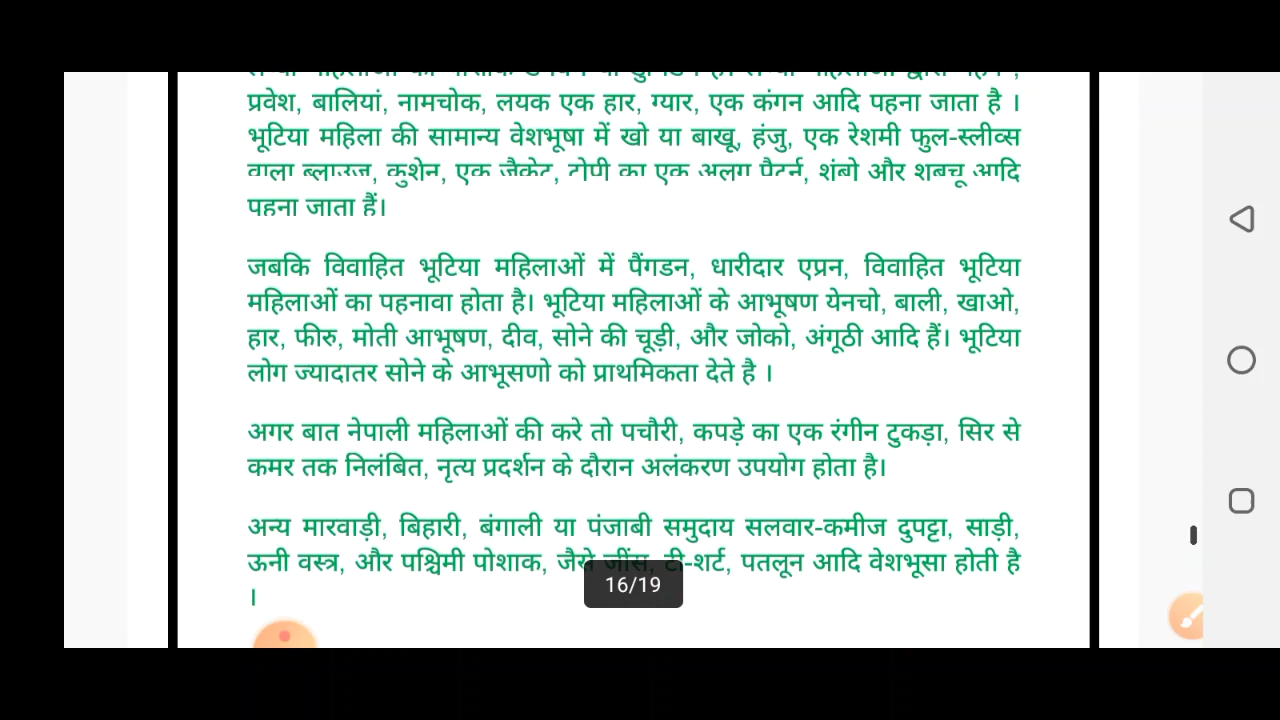 प्रवेश, बालियां, नामचोक, लयक एक हार, ग्यार, एक कंगन आदि पहना जाता है ।
भूटिया महिला की सामान्य वेशभूषा में खो या बाखू, हंजु, एक रेशमी फुल-स्लीव्स
वाला ब्लाउज, कुशेन, एक जैकेट, टोपी का एक अलग पैटर्न, शंबो और शबचू आदि
पहना जाता हैं।
जबकि विवाहित भूटिया महिलाओं में पैंगडन, धारीदार एप्रन, विवाहित भूटिया
महिलाओं का पहनावा होता है। भूटिया महिलाओं के आभूषण येनचो, बाली, खाओ,
हार, फीरु, मोती आभूषण, दीव, सोने की चूड़ी, और जोको, अंगूठी आदि हैं। भूटिया
लोग ज्यादातर सोने के आभूसणो को प्राथमिकता देते है ।
अगर बात नेपाली महिलाओं की करे तो पचौरी, कपड़े का एक रंगीन टुकड़ा, सिर से
कमर तक निलंबित, नृत्य प्रदर्शन के दौरान अलंकरण उपयोग होता है।
अन्य मारवाड़ी, बिहारी, बंगाली या पंजाबी समुदाय सलवार-कमीज दुपट्टा, साड़ी,
ऊनी वस्त्र, और पश्चिमी पोशाक, जैसे जींस, टी-शर्ट, पतलून आदि वेशभूसा होती है
।
16/19